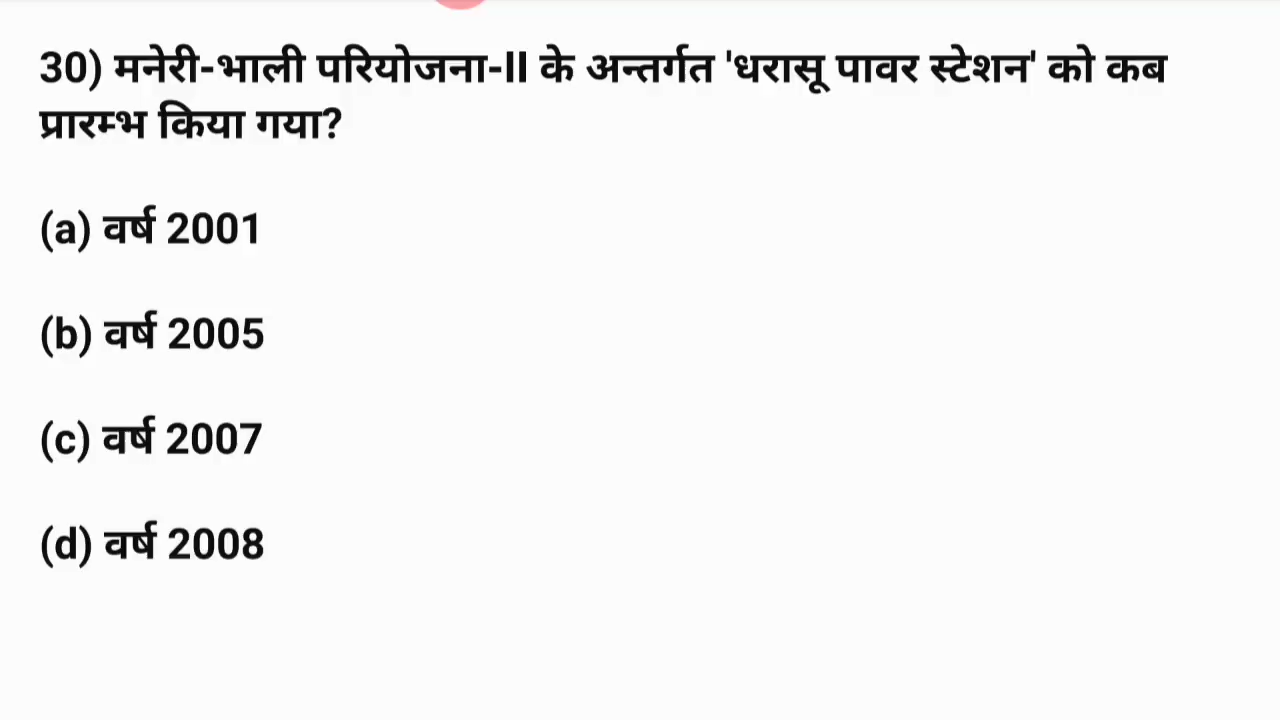 30) मनेरी-भाली परियोजना-II के अन्तर्गत 'धरासू पावर स्टेशन' को कब
प्रारम्भ किया गया?
(a) वर्ष 2001
(b) वर्ष 2005
(c) वर्ष 2007
(d) वर्ष 2008